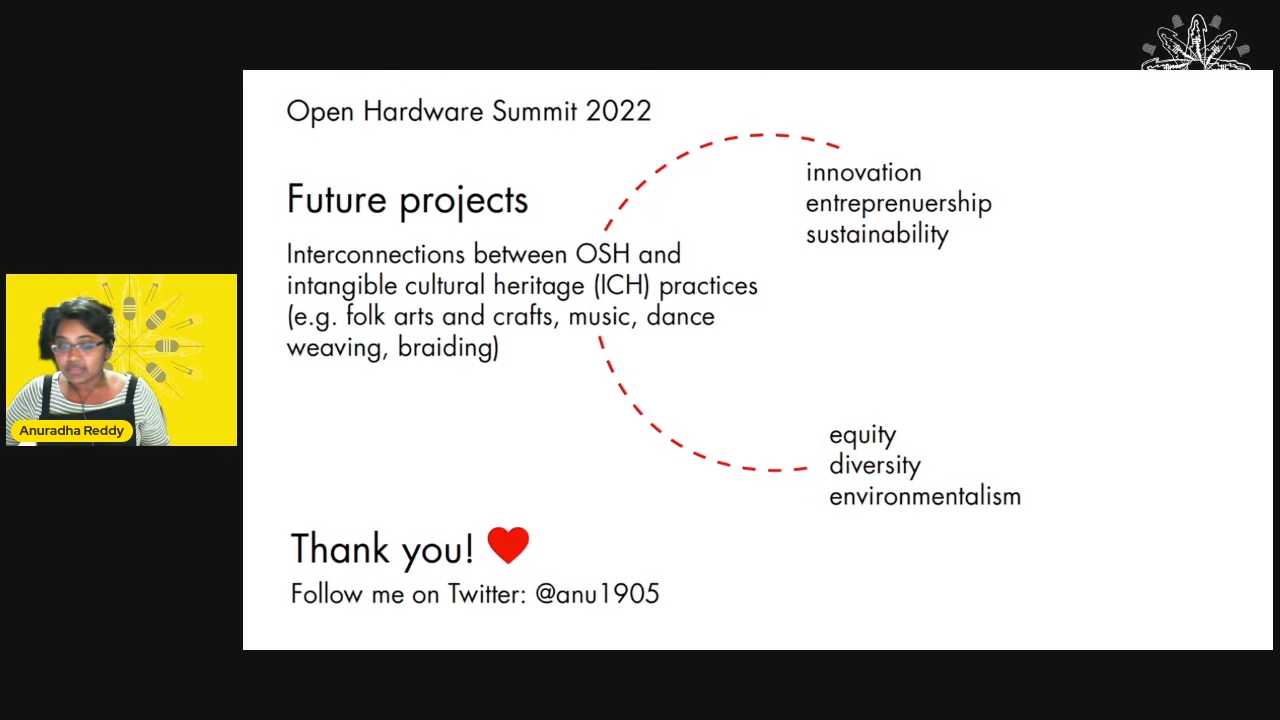 Open Hardware Summit 2022
Future projects
Interconnections between OSH and
intangible cultural heritage (ICH) practices
(e.g. folk arts and crafts, music, dance
weaving, braiding)
innovation
entreprenuership
sustainability
equity
diversity
environmentalism
Thank you! ❤
Follow me on Twitter: @anu1905
Anuradha Reddy